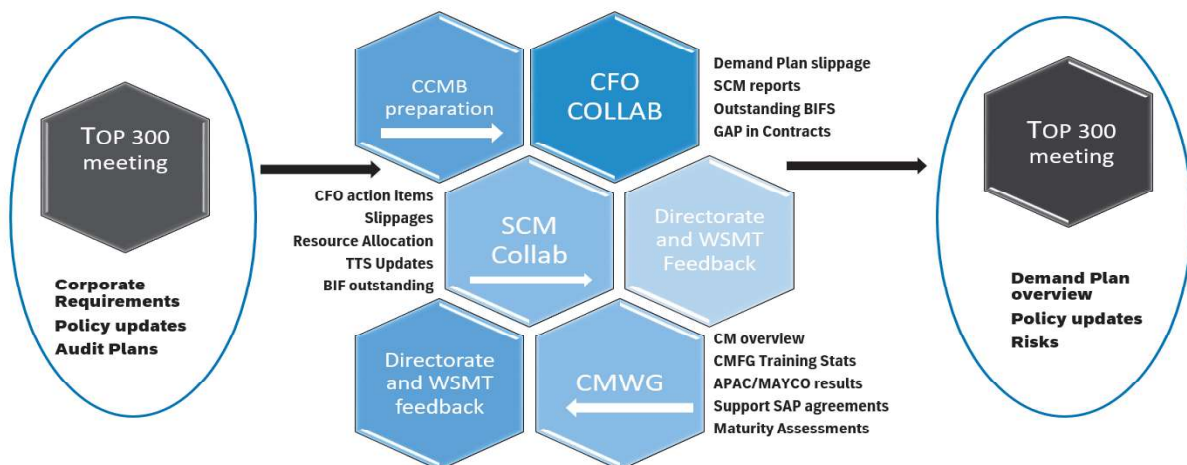 TOP 300
meeting
Corporate
Requirements
Policy updates
Audit Plans
CCMB
preparation
CFO
COLLAB
Demand Plan slippage
SCM reports
Outstanding BIFS
GAP in Contracts
CFO action items
Slippages
Resource Allocation
TTS Updates
BIF outstanding
SCM
Collab
Directorate
and WSMT
Feedback
Directorate
and WSMT
feedback
CMWG
CM overview
CMFG Training Stats
APAC/MAYCO results
Support SAP agreements
Maturity Assessments
TOP 300
meeting
Demand Plan
overview
Policy updates
Risks